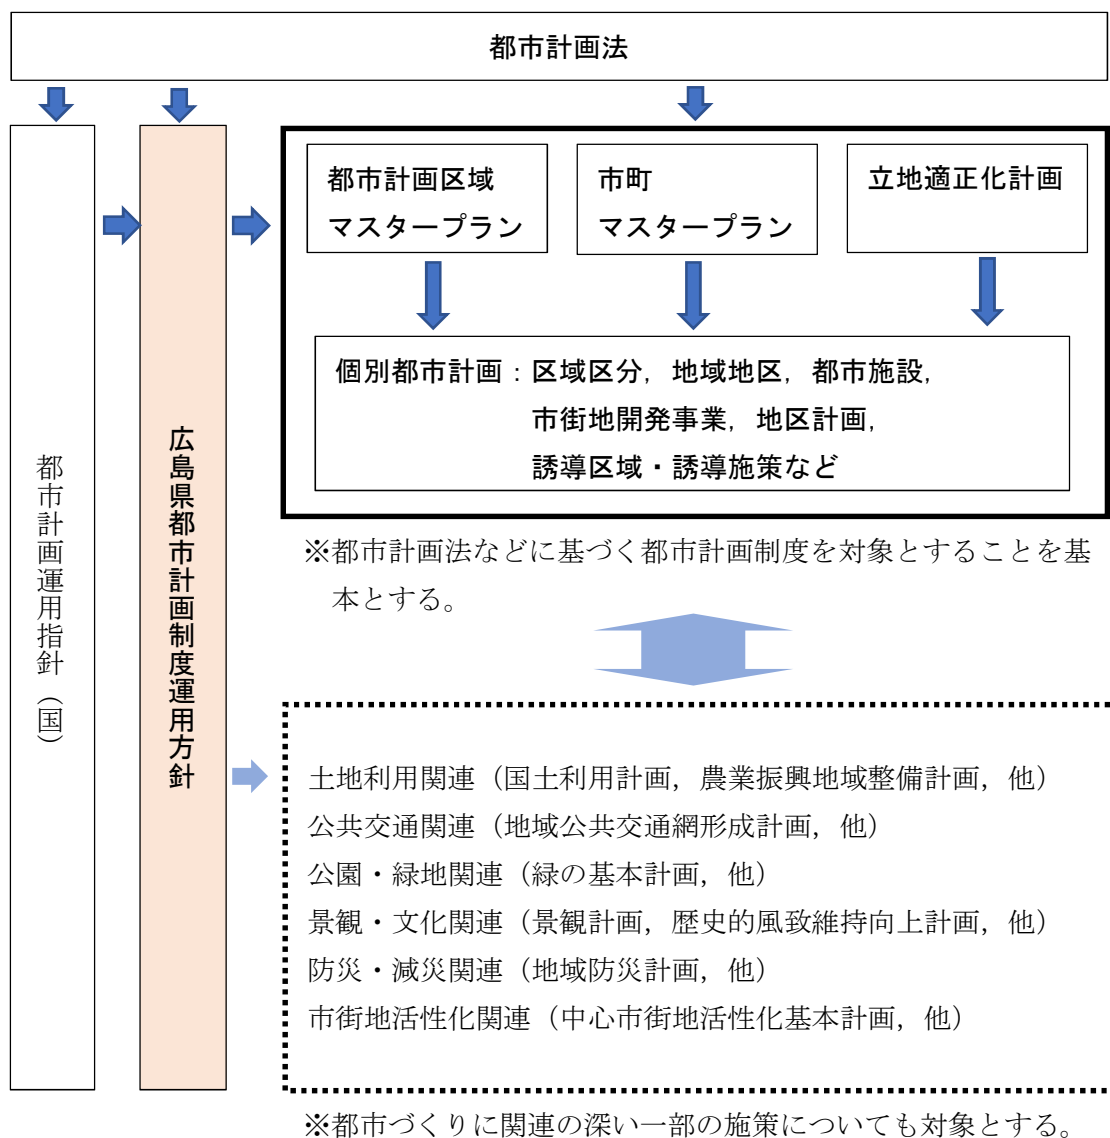 都市計画法
都市計画運用指針（国）
広島県都市計画制度運用方針
都市計画区域
マスタープラン
市町
マスタープラン
立地適正化計画
個別都市計画：区域区分，地域地区，都市施設，
市街地開発事業，地区計画，
誘導区域・誘導施策など
※都市計画法などに基づく都市計画制度を対象とすることを基
本とする。
土地利用関連（国土利用計画，農業振興地域整備計画，他）
公共交通関連（地域公共交通網形成計画，他）
公園・緑地関連（緑の基本計画，他）
景観・文化関連（景観計画，歴史的風致維持向上計画，他）
防災・減災関連（地域防災計画，他）
市街地活性化関連（中心市街地活性化基本計画，他）
※都市づくりに関連の深い一部の施策についても対象とする。